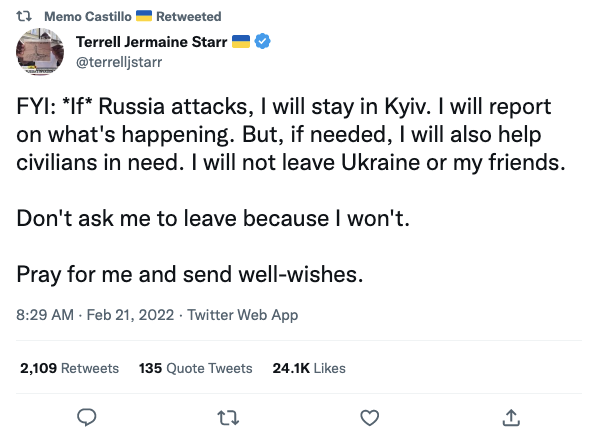 Memo Castillo 🇺🇦 Retweeted
Terrell Jermaine Starr 🇺🇦
@terrelljstarr
FYI: *If* Russia attacks, I will stay in Kyiv. I will report
on what's happening. But, if needed, I will also help
civilians in need. I will not leave Ukraine or my friends.
Don't ask me to leave because I won't.
Pray for me and send well-wishes.
8:29 AM · Feb 21, 2022 · Twitter Web App
2,109 Retweets 135 Quote Tweets 24.1K Likes